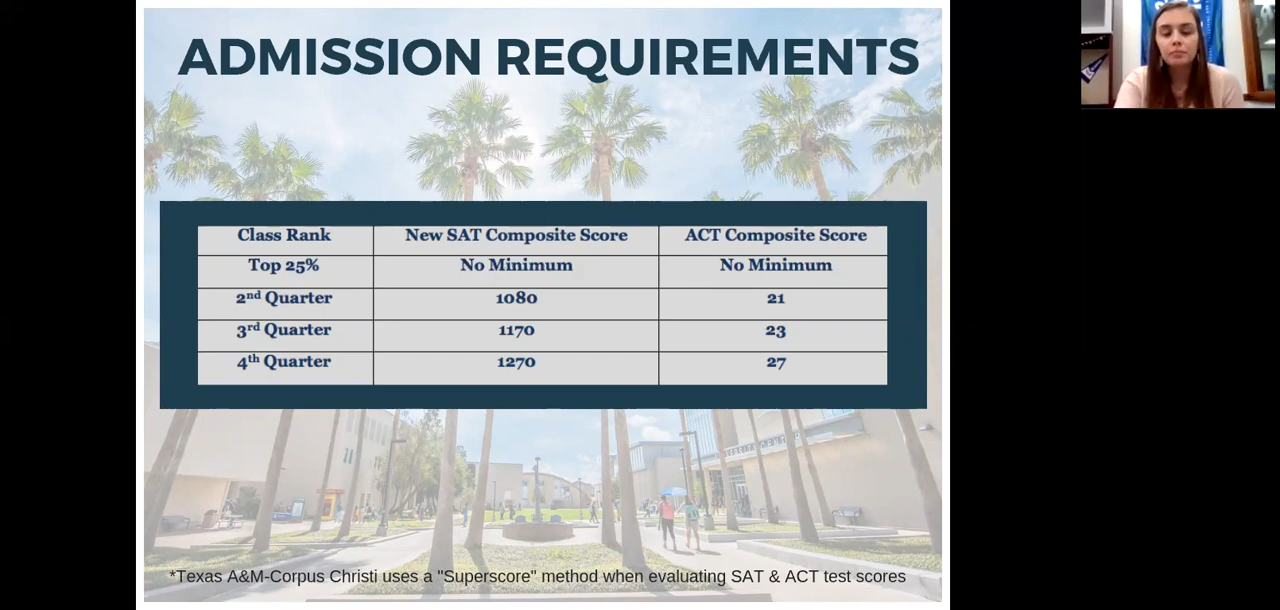 ADMISSION REQUIREMENTS
Class Rank New SAT Composite Score ACT Composite Score
Top 25% No Minimum No Minimum
2nd Quarter 1080 21
3rd Quarter 1170 23
4th Quarter 1270 27
*Texas A&M-Corpus Christi uses a "Superscore" method when evaluating SAT & ACT test scores